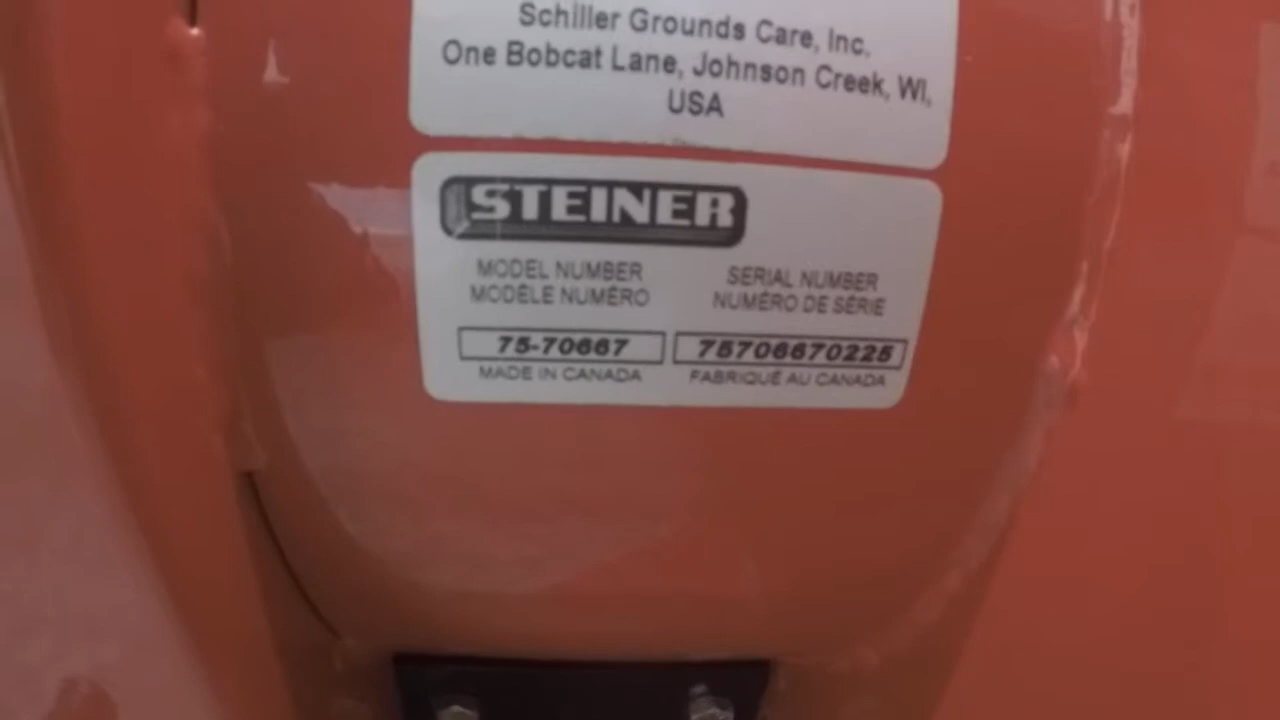 Schiller Grounds Care, Inc.
One Bobcat Lane, Johnson Creek, WI,
USA
STEINER
MODEL NUMBER
MODÈLE NUMÉRO
SERIAL NUMBER
NUMÉRO DE SÉRIE
75-70667
75706670225
MADE IN CANADA
FABRIQUÉ AU CANADA